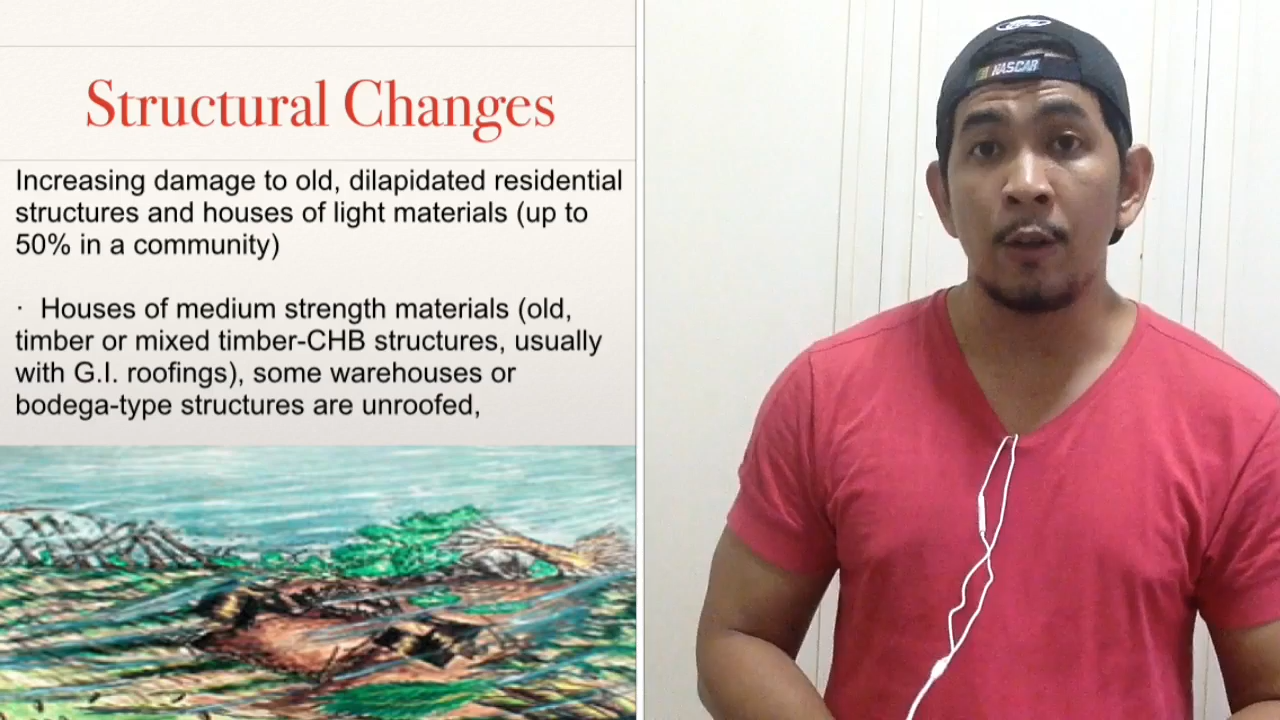 Structural Changes
Increasing damage to old, dilapidated residential
structures and houses of light materials (up to
50% in a community)
· Houses of medium strength materials (old,
timber or mixed timber-CHB structures, usually
with G.I. roofings), some warehouses or
bodega-type structures are unroofed,
NASCAR